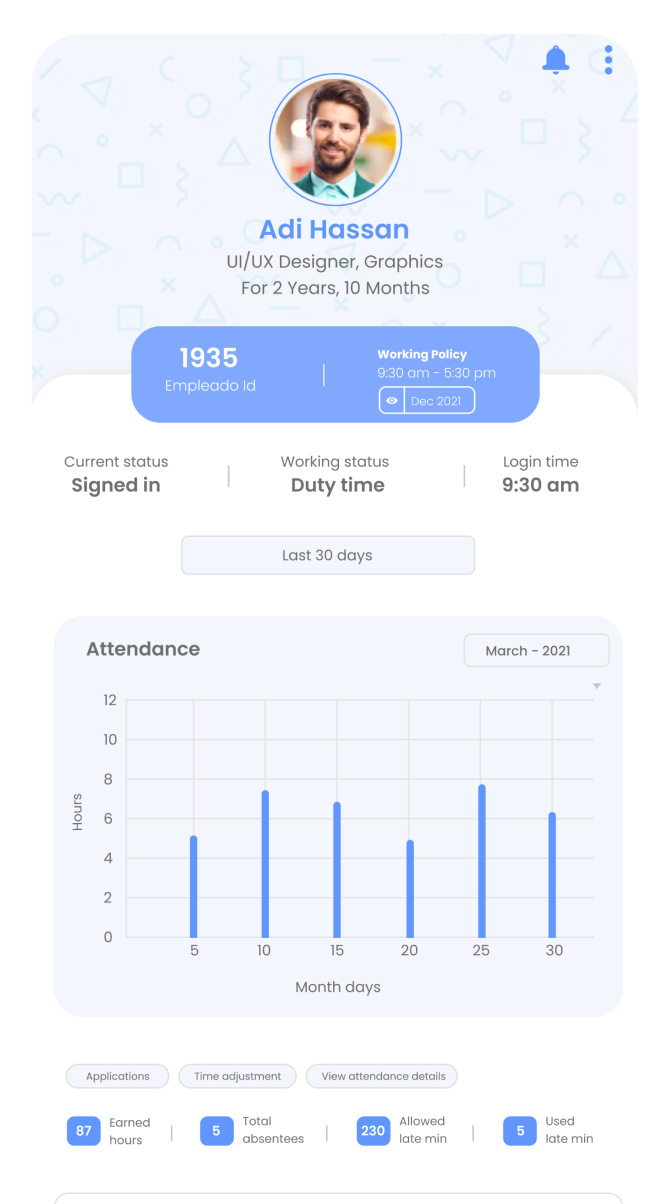 Adi Hassan
UI/UX Designer, Graphics
For 2 Years, 10 Months
1935
Empleado Id
Working Policy
9:30 am - 5:30 pm
Dec 2021
Current status
Signed in
Working status
Duty time
Login time
9:30 am
Last 30 days
Attendance
March - 2021
12
10
8
6
4
2
0
Hours
5 10 15 20 25 30
Month days
Applications
Time adjustment
View attendance details
87
Earned
hours
5
Total
absentees
230
Allowed
late min
5
Used
late min